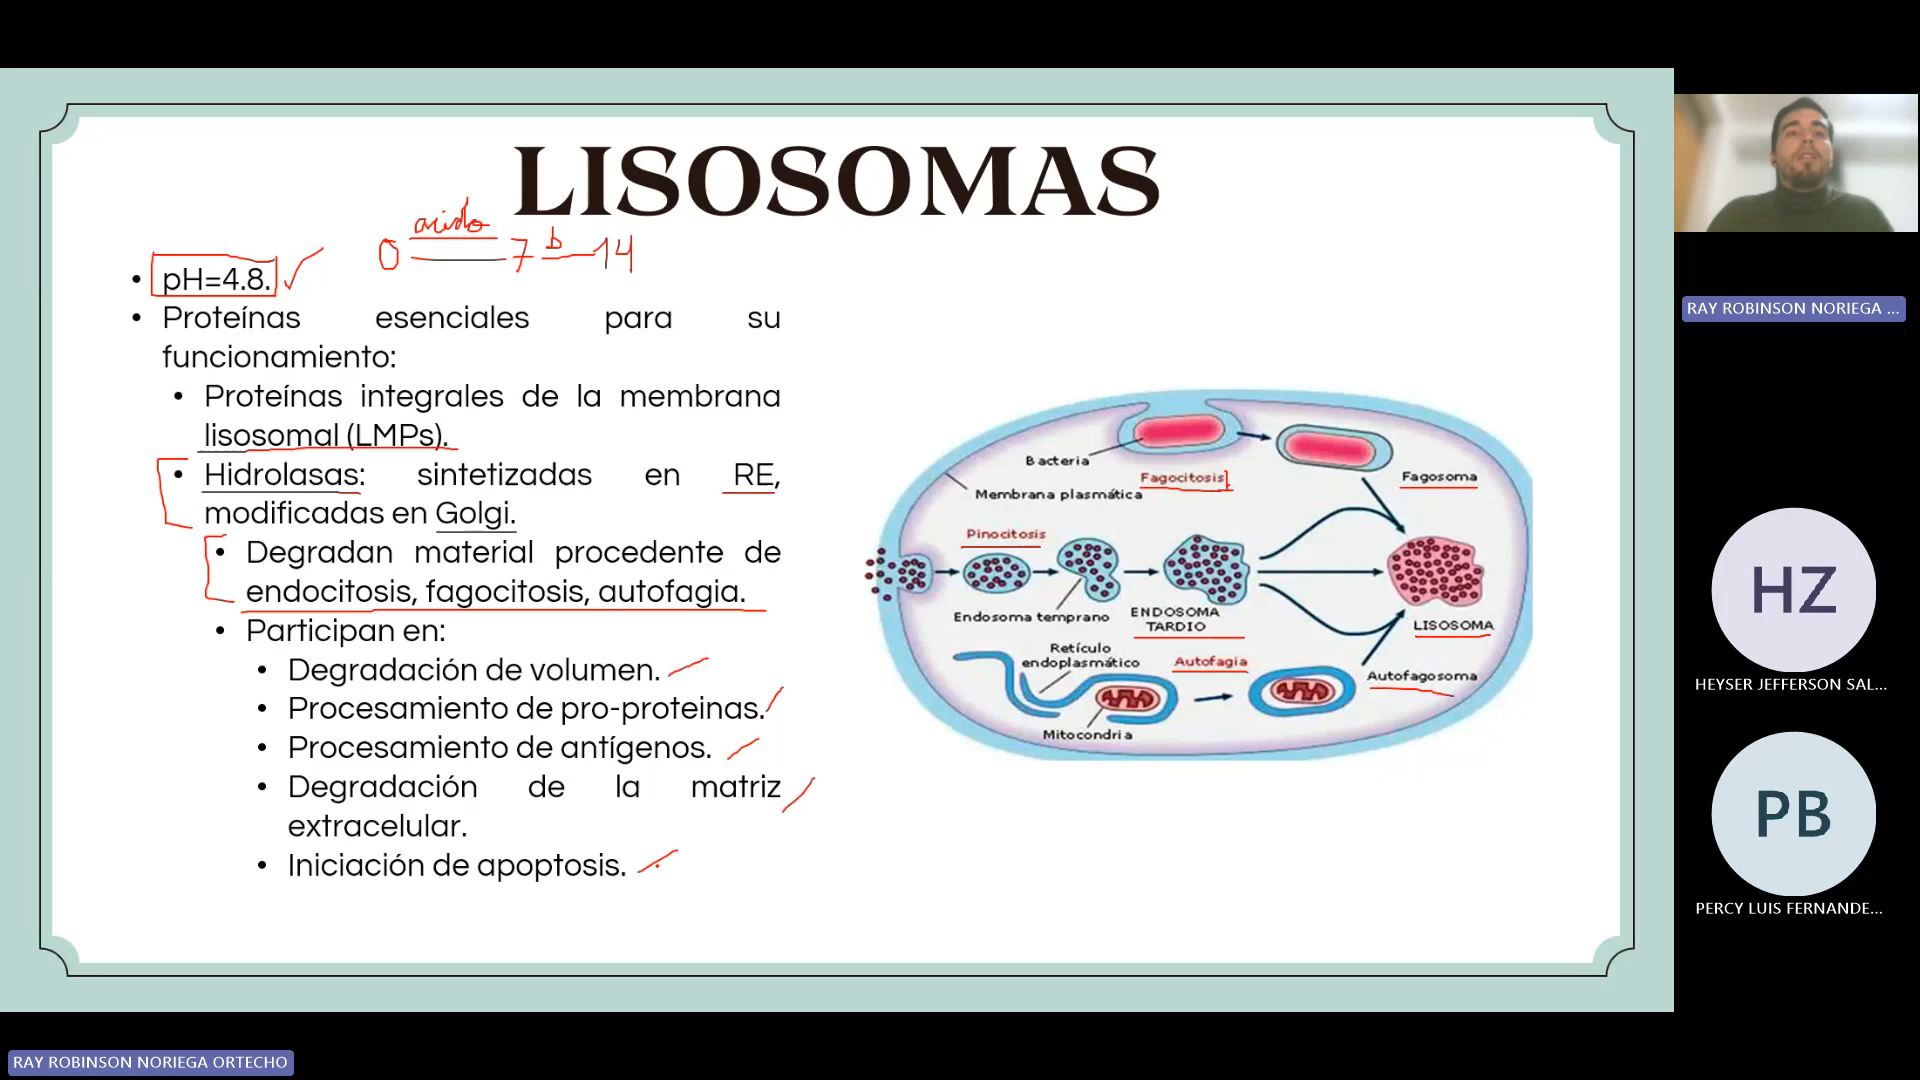 LISOSOMAS
acido
0 7 b 14
• pH=4.8.
• Proteínas esenciales para su
funcionamiento:
• Proteínas integrales de la membrana
lisosomal (LMPs).
• Hidrolasas: sintetizadas en RE,
modificadas en Golgi.
• Degradan material procedente de
endocitosis, fagocitosis, autofagia.
• Participan en:
• Degradación de volumen.
• Procesamiento de pro-proteinas.
• Procesamiento de antígenos.
• Degradación de la matriz
extracelular.
• Iniciación de apoptosis.
Bacteria
Fagocitosis
Fagosoma
Membrana plasmática
Pinocitosis
Endosoma temprano
ENDOSOMA
TARDIO
LISOSOMA
Retículo
endoplasmático
Autofagia
Autofagosoma
Mitocondria
RAY ROBINSON NORIEGA ...
HZ
HEYSER JEFFERSON SAL...
PB
PERCY LUIS FERNANDE...
RAY ROBINSON NORIEGA ORTECHO